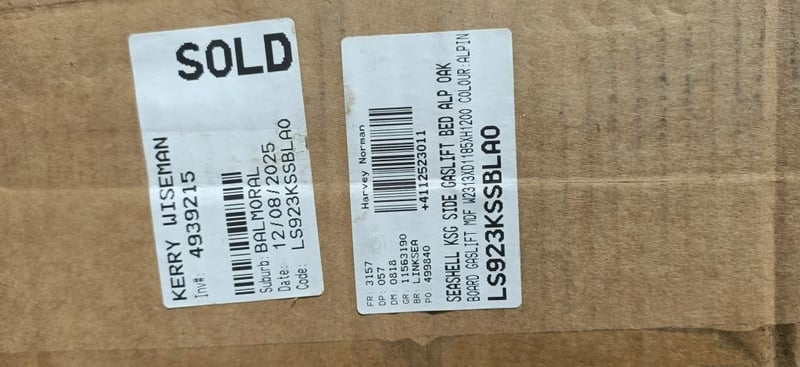 SOLD
KERRY WISEMAN
Inv#: 4939215
Suburb: BALMORAL
Date: 12/08/2025
Code: LS923KSSBLAO
Harvey Norman
+4112523011
FR: 3157
DP: 057
DM: 0818
GR: 11563190
BR: LINKSEA
PO: 499840
SEASHELL KSG SIDE GASLIFT BED ALP OAK
BOARD GASLIFT MDF W2313XD1185XH1200 COLOUR:ALPIN
LS923KSSBLAO